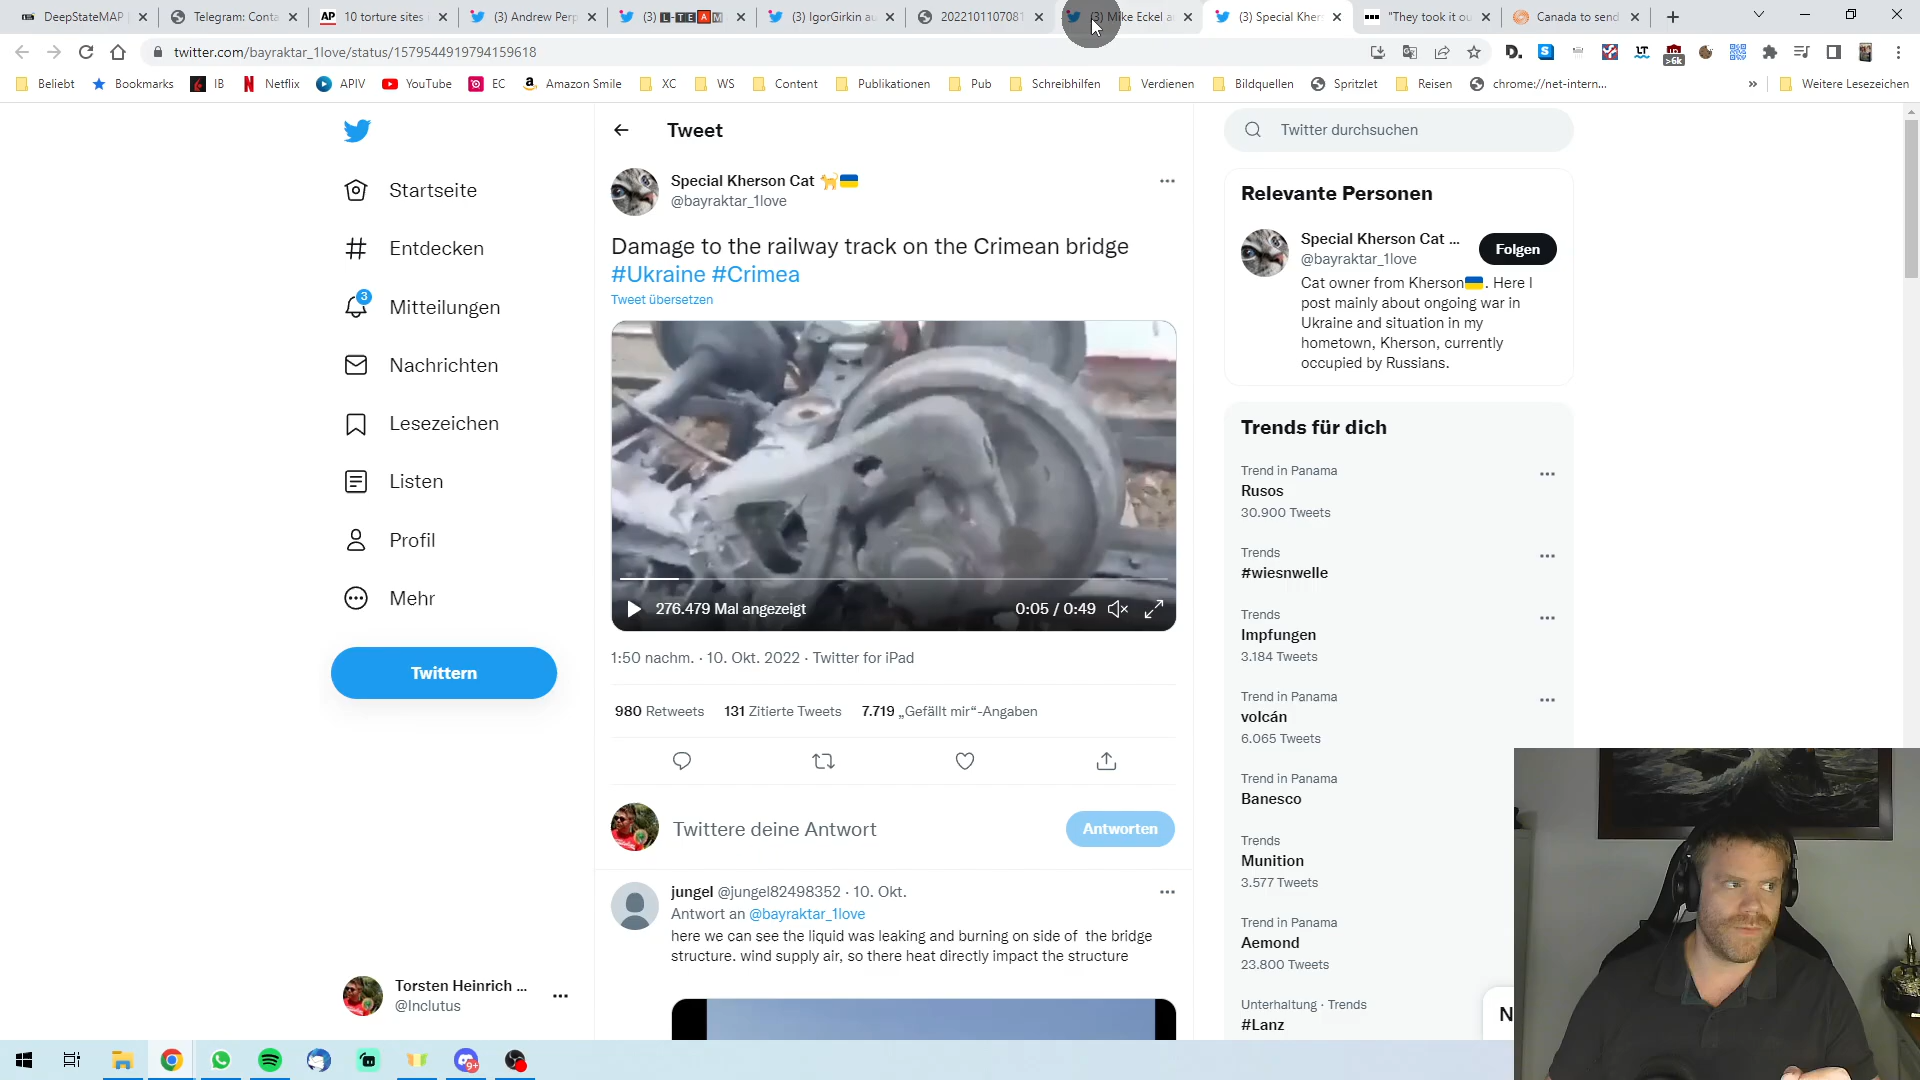 DeepStateMAP
Telegram: Conta
AP 10 torture sites
(3) Andrew Perp
(3) L-TEAM
(3) IgorGirkin au
2022101107081
(3) Mike Eckel a
(3) Special Kher
"They took it ou
Canada to send
twitter.com/bayraktar_1love/status/1579544919794159618
Beliebt Bookmarks IB Netflix APIV YouTube EC Amazon Smile XC WS Content Publikationen Pub Schreibhilfen Verdienen Bildquellen Spritzlet Reisen chrome://net-intern... » Weitere Lesezeichen
Startseite
Entdecken
3
Mitteilungen
Nachrichten
Lesezeichen
Listen
Profil
Mehr
Twittern
Torsten Heinrich ...
@Inclutus
Tweet
Special Kherson Cat
@bayraktar_1love
Damage to the railway track on the Crimean bridge
#Ukraine #Crimea
Tweet übersetzen
276.479 Mal angezeigt 0:05 / 0:49
1:50 nachm. · 10. Okt. 2022 · Twitter for iPad
980 Retweets 131 Zitierte Tweets 7.719 „Gefällt mir“-Angaben
Twittere deine Antwort Antworten
jungel @jungel82498352 · 10. Okt.
Antwort an @bayraktar_1love
here we can see the liquid was leaking and burning on side of the bridge
structure. wind supply air, so there heat directly impact the structure
Twitter durchsuchen
Relevante Personen
Special Kherson Cat ...
@bayraktar_1love
Folgen
Cat owner from Kherson. Here I
post mainly about ongoing war in
Ukraine and situation in my
hometown, Kherson, currently
occupied by Russians.
Trends für dich
Trend in Panama
Rusos
30.900 Tweets
Trends
#wiesnwelle
Trends
Impfungen
3.184 Tweets
Trend in Panama
volcán
6.065 Tweets
Trend in Panama
Banesco
Trends
Munition
3.577 Tweets
Trend in Panama
Aemond
23.800 Tweets
Unterhaltung · Trends
#Lanz
N